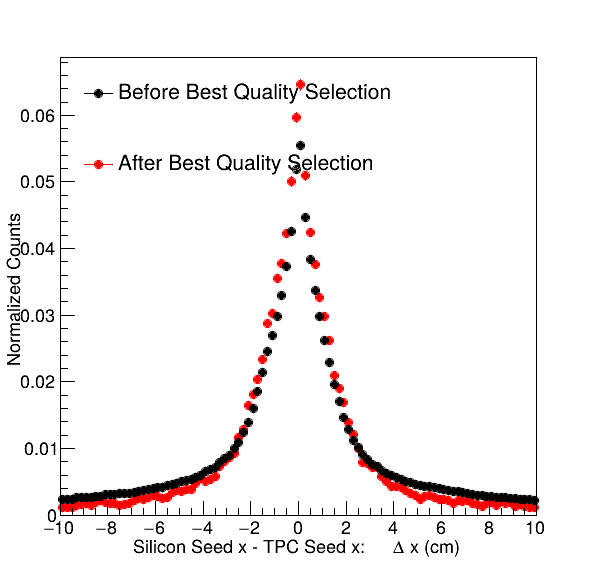 Before Best Quality Selection
After Best Quality Selection
Normalized Counts
0.06
0.05
0.04
0.03
0.02
0.01
0
−10 −8 −6 −4 −2 0 2 4 6 8 10
Silicon Seed x - TPC Seed x: Δ x (cm)